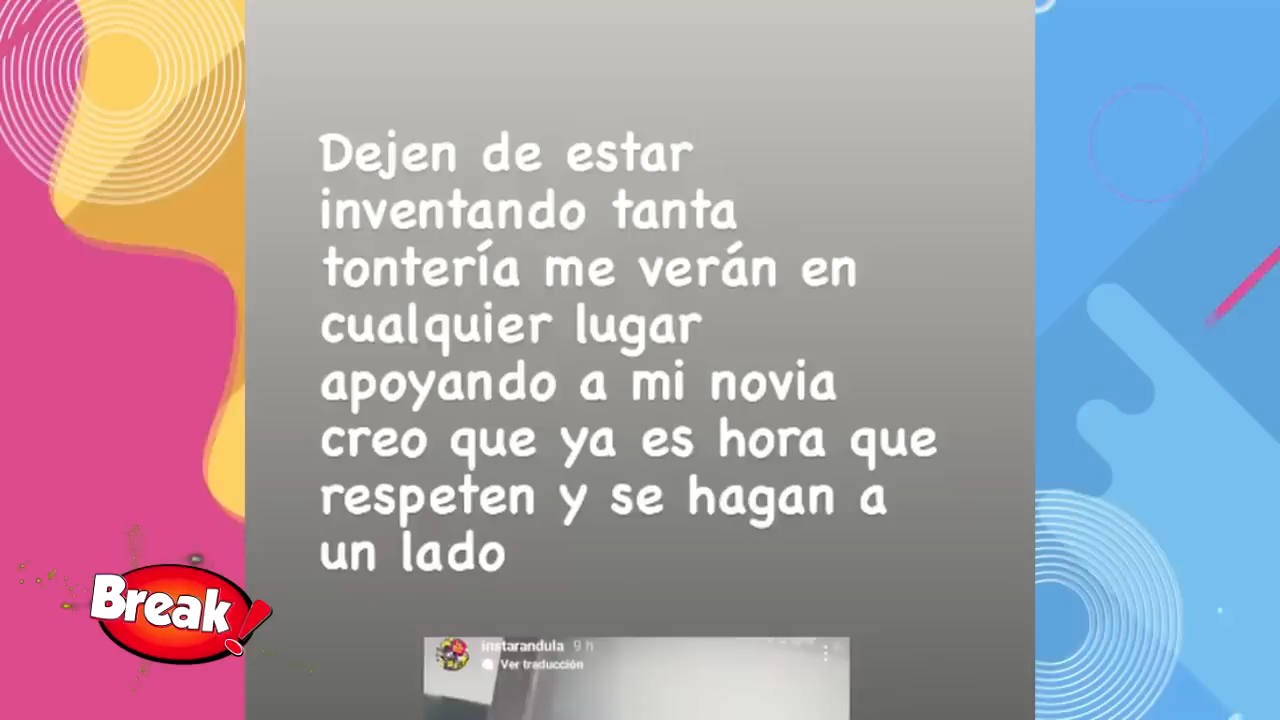 Dejen de estar
inventando tanta
tontería me verán en
cualquier lugar
apoyando a mi novia
creo que ya es hora que
respeten y se hagan a
un lado
Break!
instarandula 9 h
Ver traducción